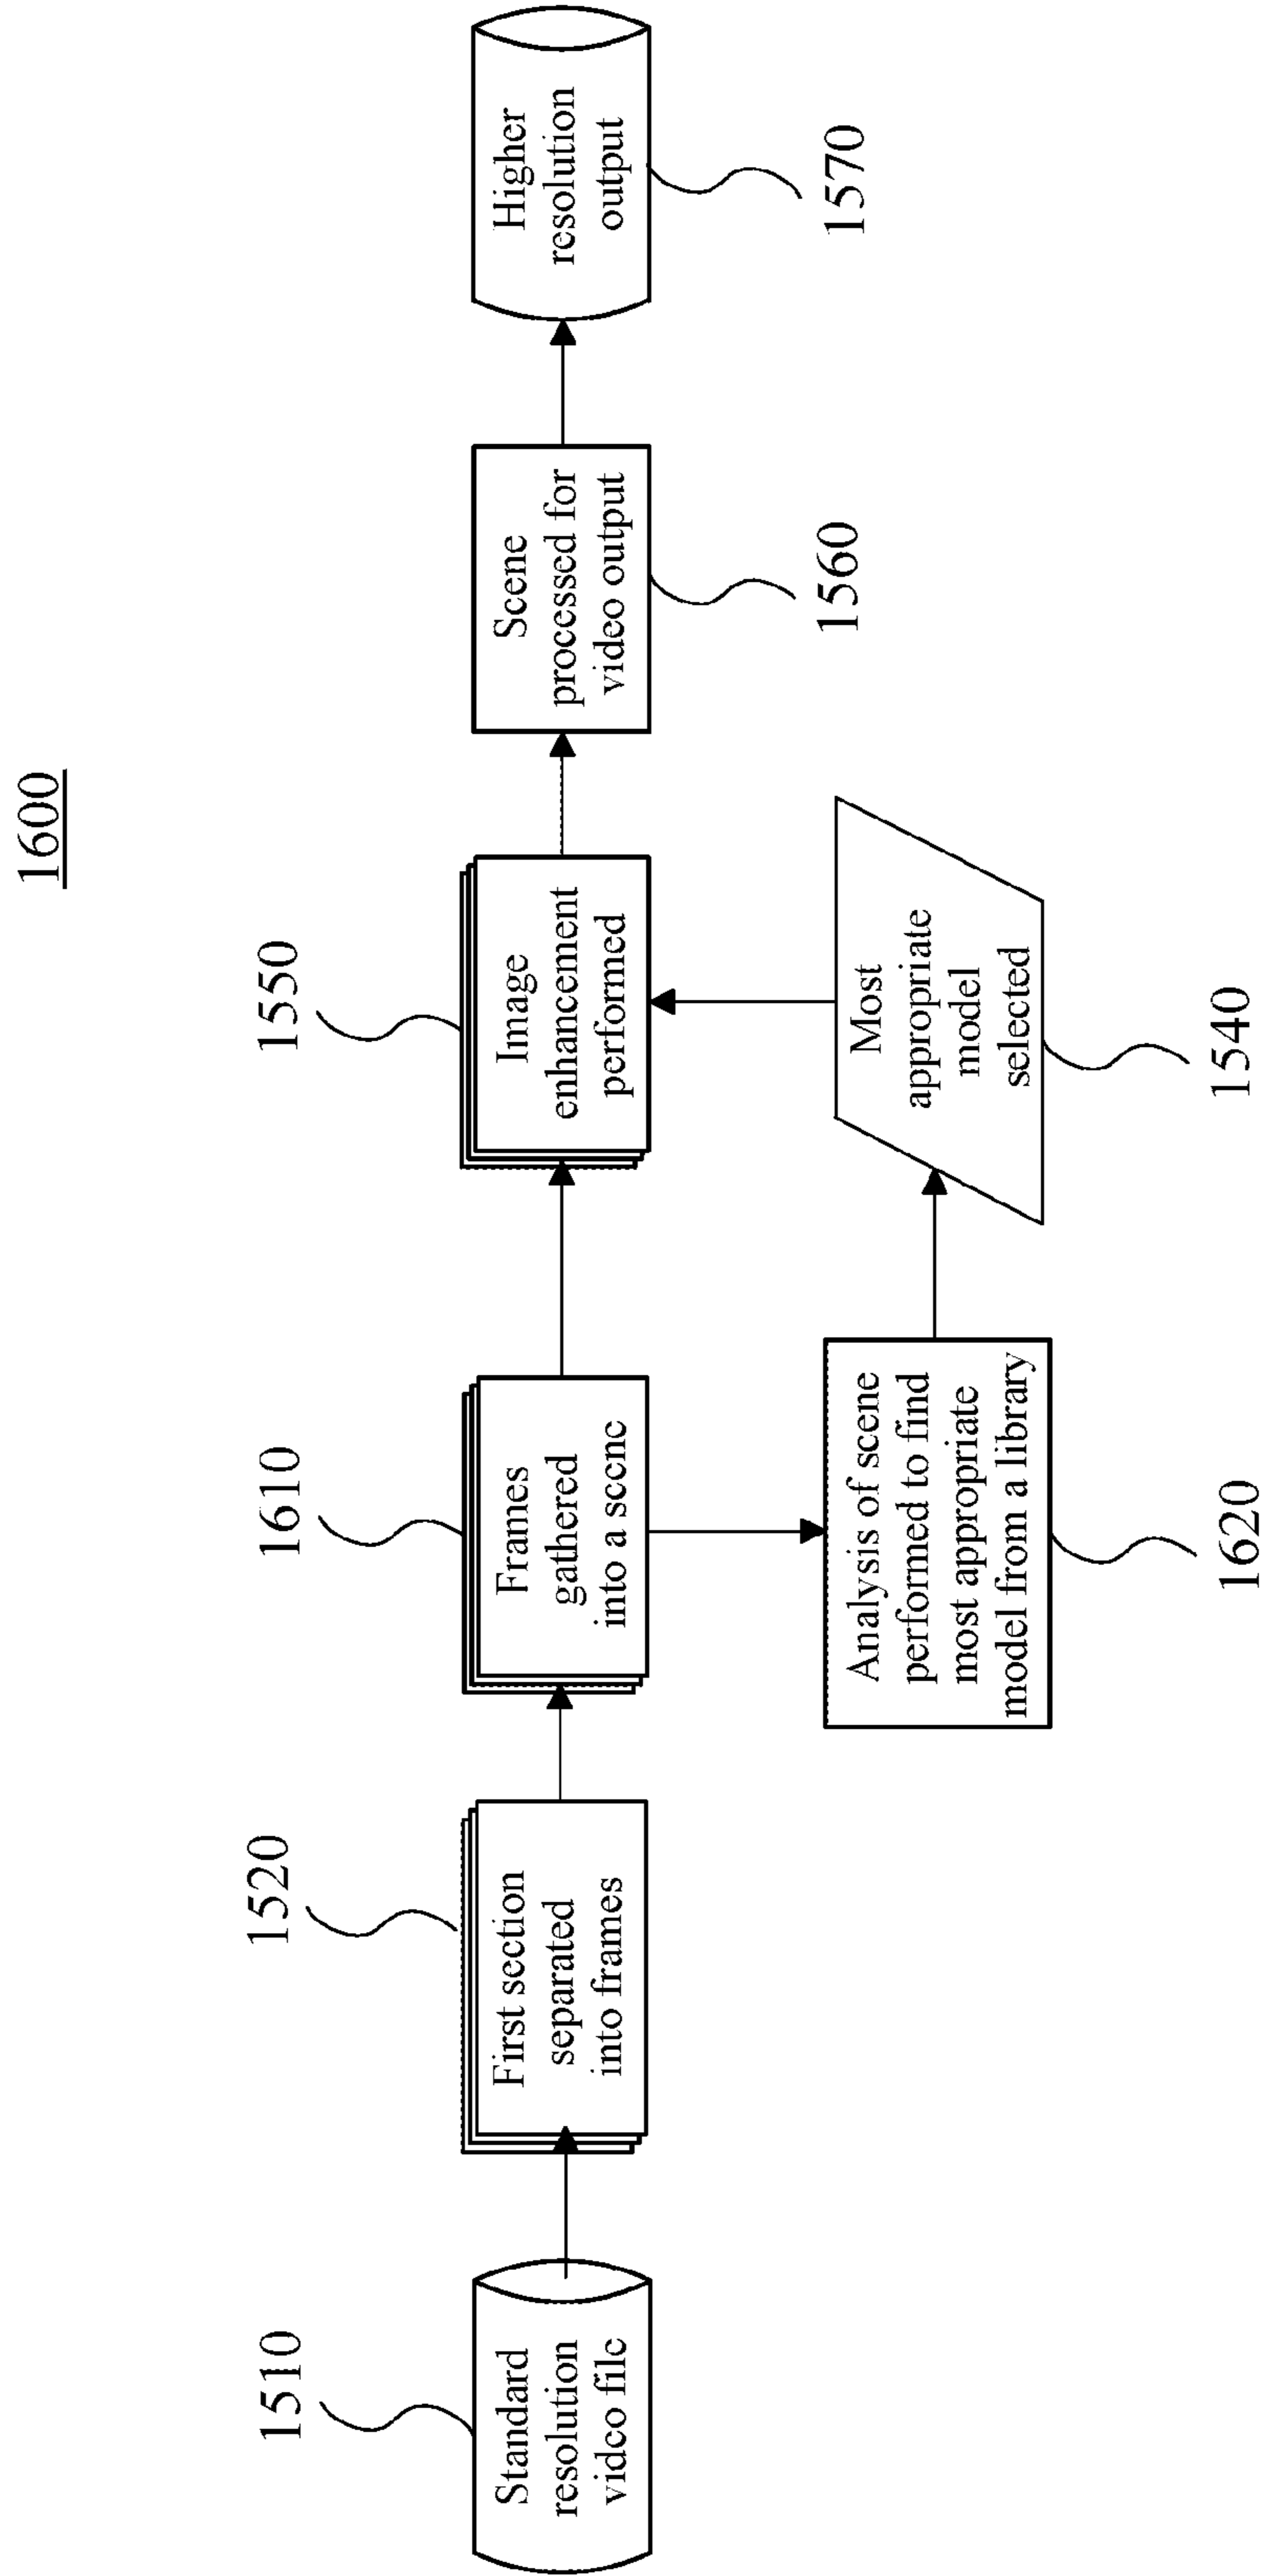 1600
1510
Standard
resolution
video file
1520
First section
separated
into frames
1610
Frames
gathered
into a scene
1620
Analysis of scene
performed to find
most appropriate
model from a library
1540
Most
appropriate
model
selected
1550
Image
enhancement
performed
1560
Scene
processed for
video output
1570
Higher
resolution
output